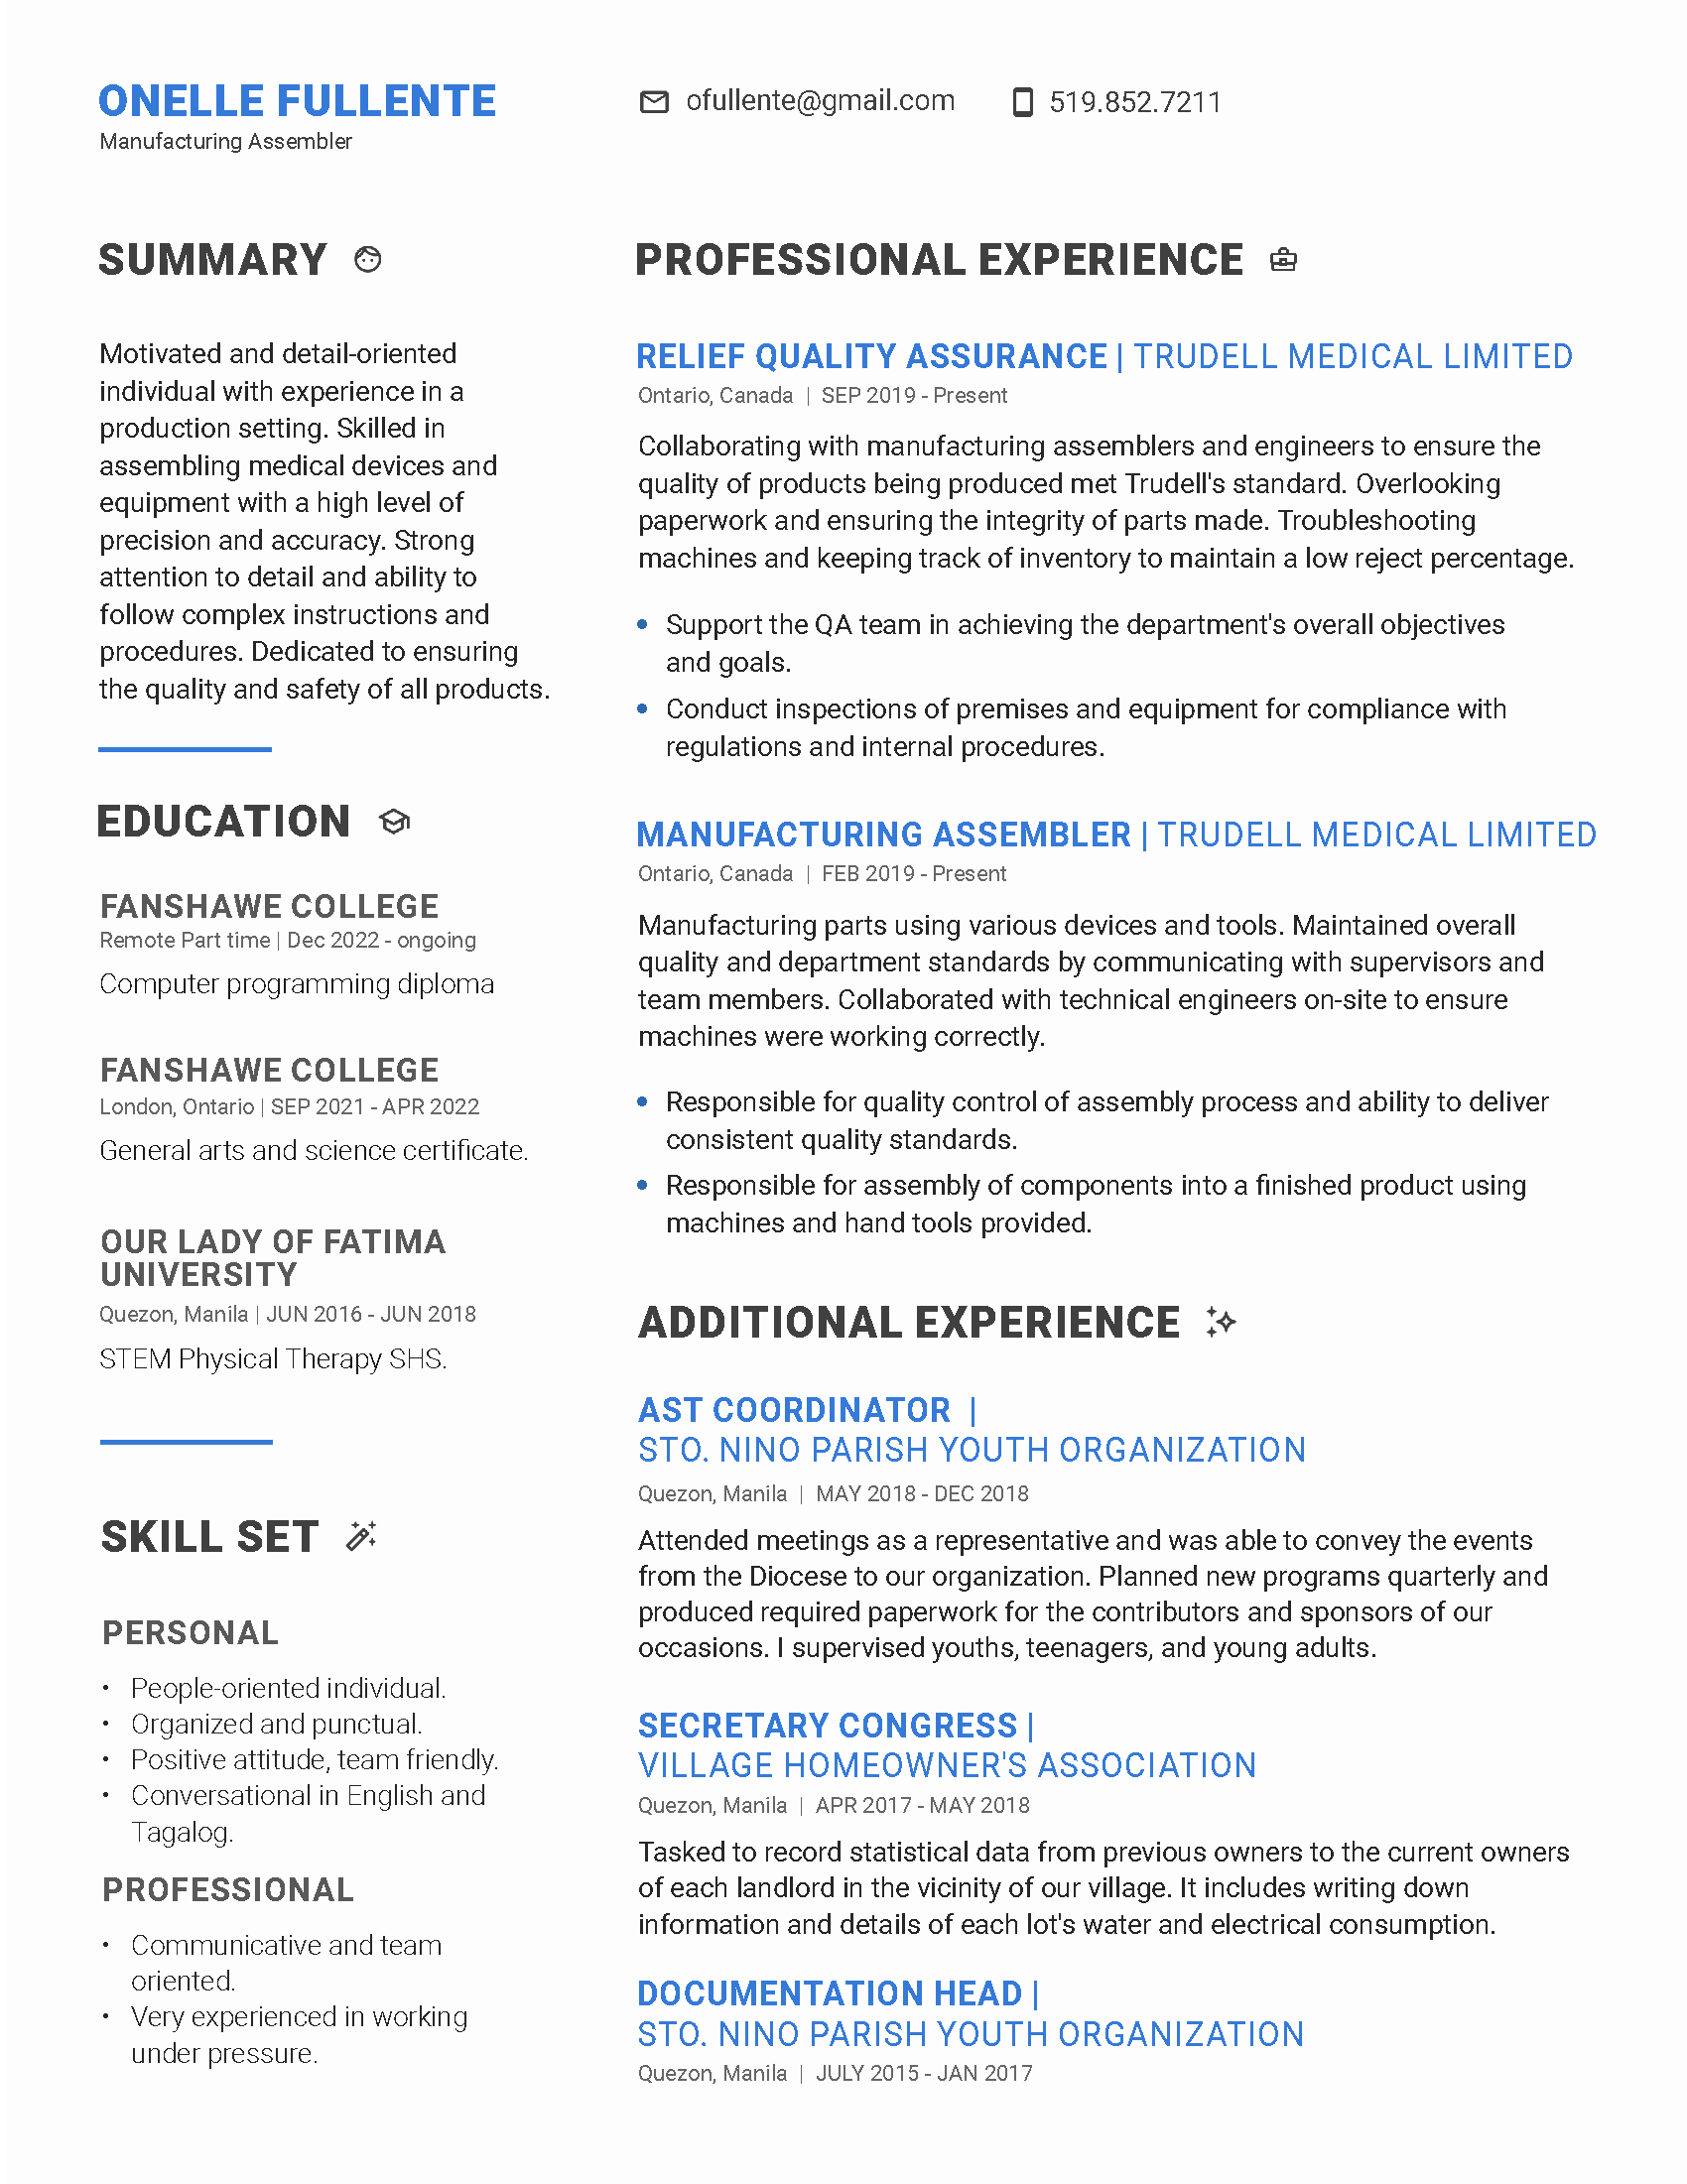 ONELLE FULLENTE
Manufacturing Assembler
ofullente@gmail.com
519.852.7211
SUMMARY
Motivated and detail-oriented
individual with experience in a
production setting. Skilled in
assembling medical devices and
equipment with a high level of
precision and accuracy. Strong
attention to detail and ability to
follow complex instructions and
procedures. Dedicated to ensuring
the quality and safety of all products.
EDUCATION
FANSHAWE COLLEGE
Remote Part time | Dec 2022 - ongoing
Computer programming diploma
FANSHAWE COLLEGE
London, Ontario | SEP 2021 - APR 2022
General arts and science certificate.
OUR LADY OF FATIMA
UNIVERSITY
Quezon, Manila | JUN 2016 - JUN 2018
STEM Physical Therapy SHS.
SKILL SET
PERSONAL
• People-oriented individual.
• Organized and punctual.
• Positive attitude, team friendly.
• Conversational in English and
Tagalog.
PROFESSIONAL
• Communicative and team
oriented.
• Very experienced in working
under pressure.
PROFESSIONAL EXPERIENCE
RELIEF QUALITY ASSURANCE | TRUDELL MEDICAL LIMITED
Ontario, Canada | SEP 2019 - Present
Collaborating with manufacturing assemblers and engineers to ensure the
quality of products being produced met Trudell's standard. Overlooking
paperwork and ensuring the integrity of parts made. Troubleshooting
machines and keeping track of inventory to maintain a low reject percentage.
• Support the QA team in achieving the department's overall objectives
and goals.
• Conduct inspections of premises and equipment for compliance with
regulations and internal procedures.
MANUFACTURING ASSEMBLER | TRUDELL MEDICAL LIMITED
Ontario, Canada | FEB 2019 - Present
Manufacturing parts using various devices and tools. Maintained overall
quality and department standards by communicating with supervisors and
team members. Collaborated with technical engineers on-site to ensure
machines were working correctly.
• Responsible for quality control of assembly process and ability to deliver
consistent quality standards.
• Responsible for assembly of components into a finished product using
machines and hand tools provided.
ADDITIONAL EXPERIENCE
AST COORDINATOR |
STO. NINO PARISH YOUTH ORGANIZATION
Quezon, Manila | MAY 2018 - DEC 2018
Attended meetings as a representative and was able to convey the events
from the Diocese to our organization. Planned new programs quarterly and
produced required paperwork for the contributors and sponsors of our
occasions. I supervised youths, teenagers, and young adults.
SECRETARY CONGRESS |
VILLAGE HOMEOWNER'S ASSOCIATION
Quezon, Manila | APR 2017 - MAY 2018
Tasked to record statistical data from previous owners to the current owners
of each landlord in the vicinity of our village. It includes writing down
information and details of each lot's water and electrical consumption.
DOCUMENTATION HEAD |
STO. NINO PARISH YOUTH ORGANIZATION
Quezon, Manila | JULY 2015 - JAN 2017